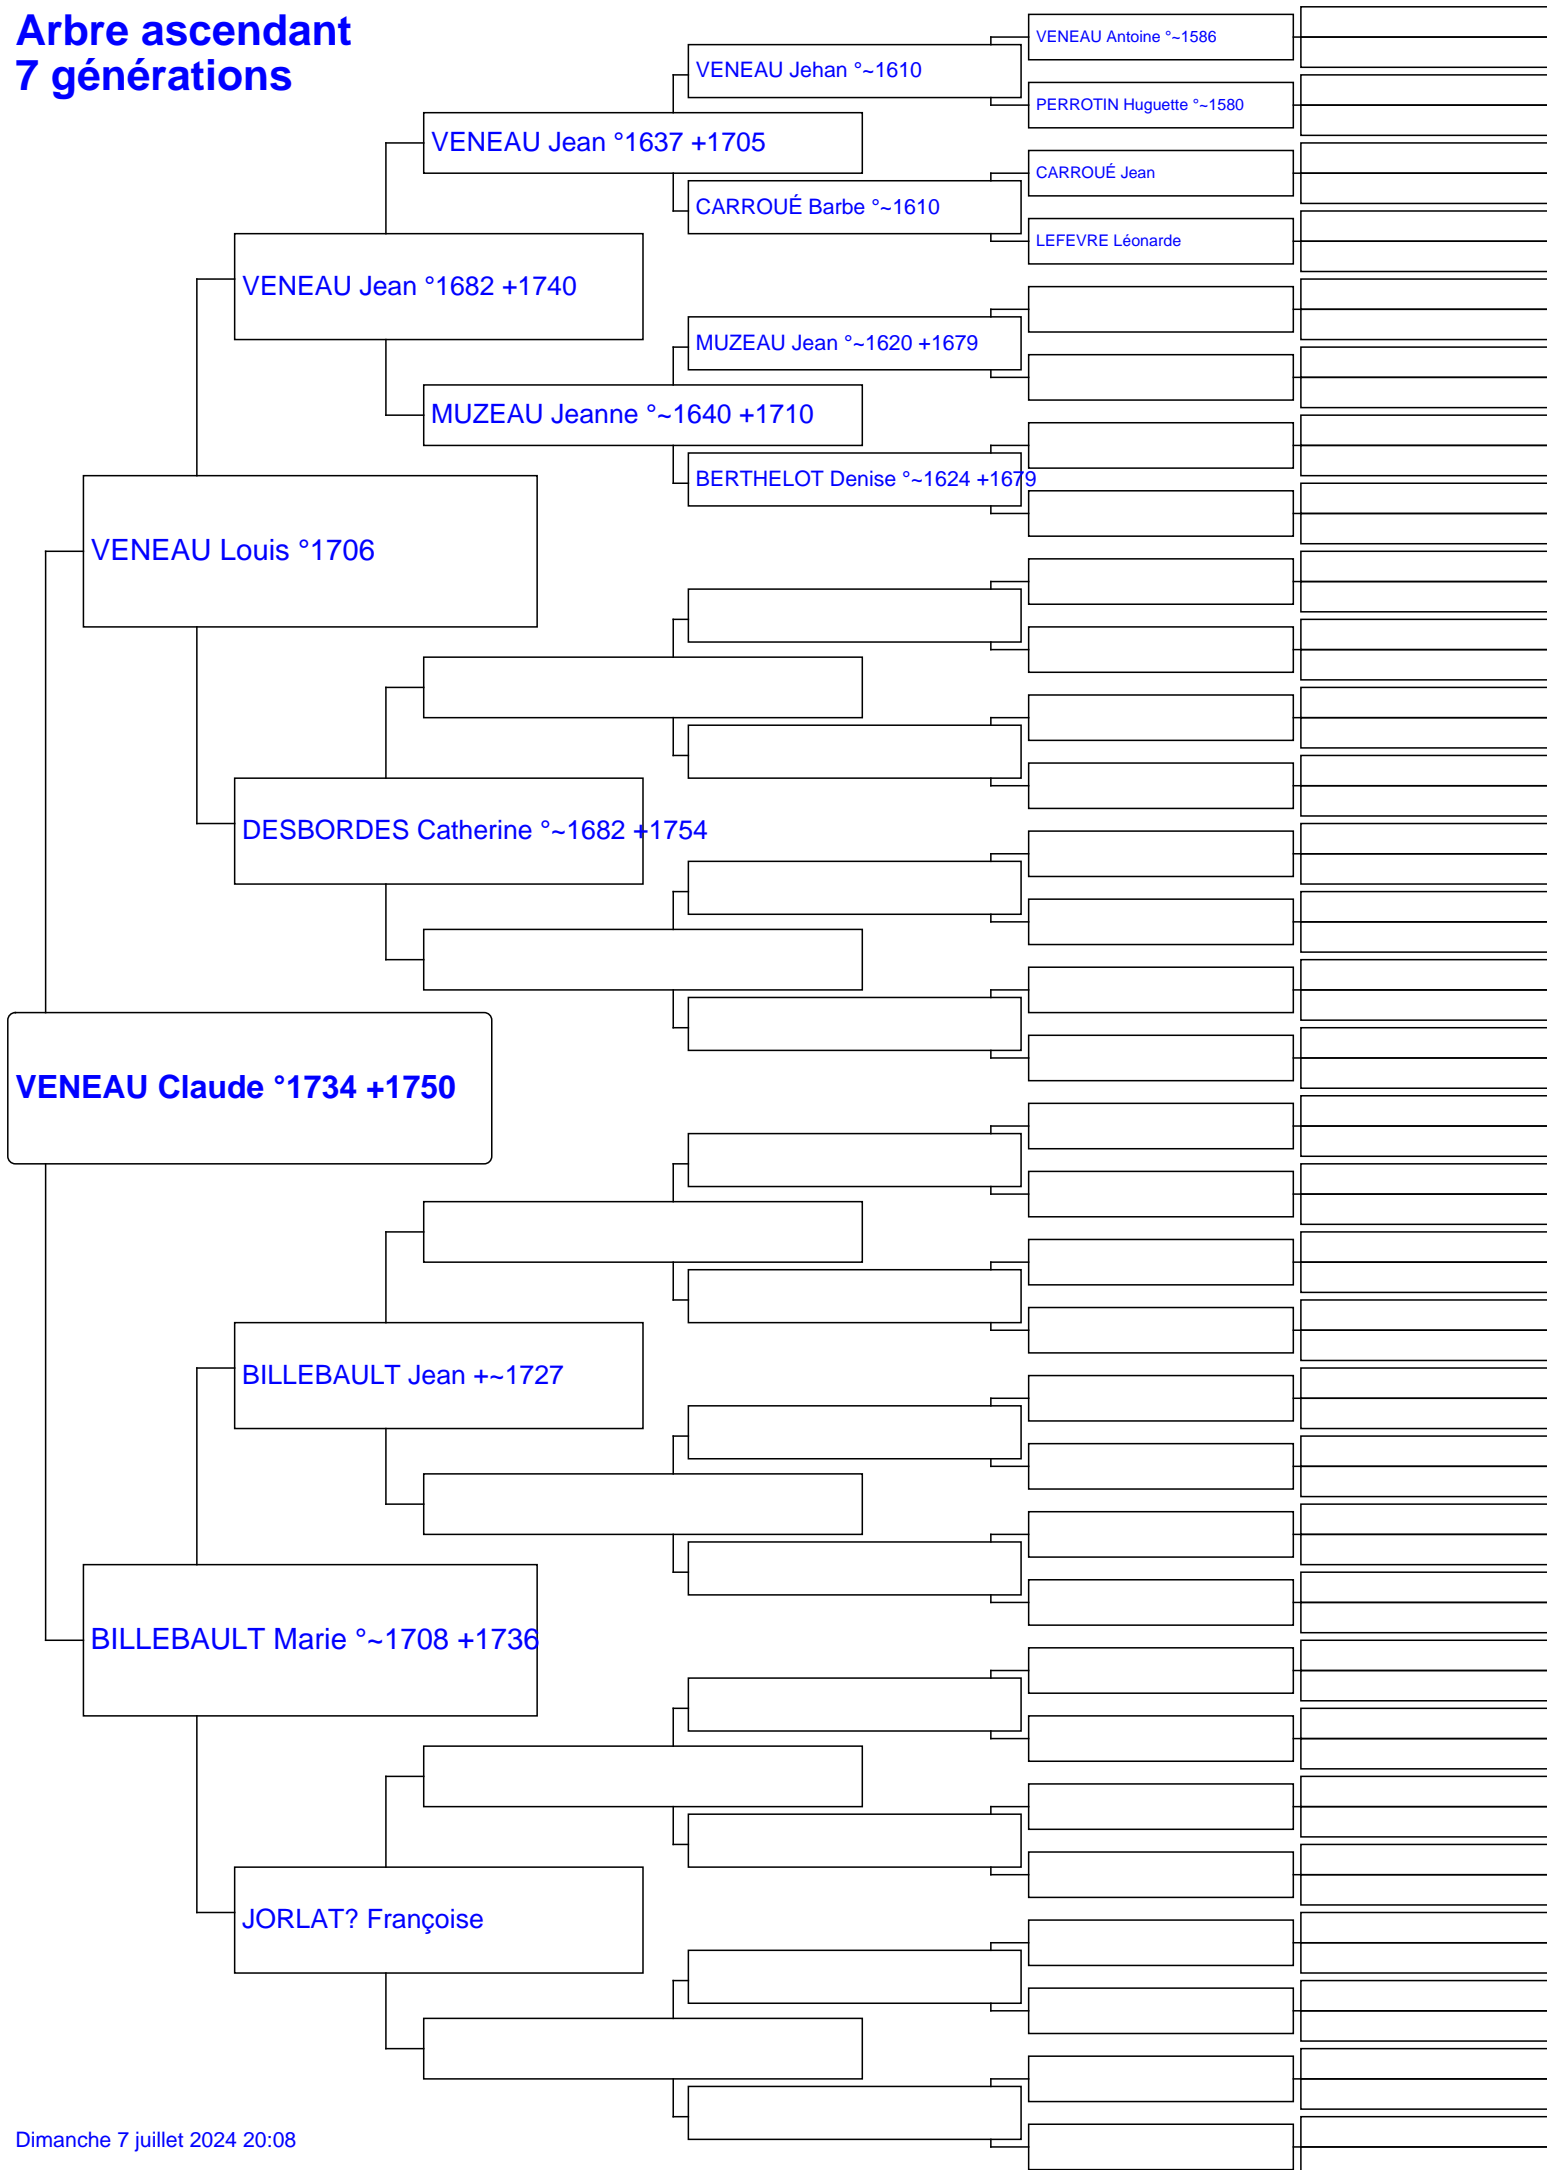 Arbre ascendant
7 générations
VENEAU Antoine °~1586
VENEAU Jehan °~1610
PERROTIN Huguette °~1580
VENEAU Jean °1637 +1705
CARROUÉ Jean
CARROUÉ Barbe °~1610
LEFEVRE Léonarde
VENEAU Jean °1682 +1740
MUZEAU Jean °~1620 +1679
MUZEAU Jeanne °~1640 +1710
BERTHELOT Denise °~1624 +1679
VENEAU Louis °1706
DESBORDES Catherine °~1682 +1754
VENEAU Claude °1734 +1750
BILLEBAULT Jean +~1727
BILLEBAULT Marie °~1708 +1736
JORLAT? Françoise
Dimanche 7 juillet 2024 20:08